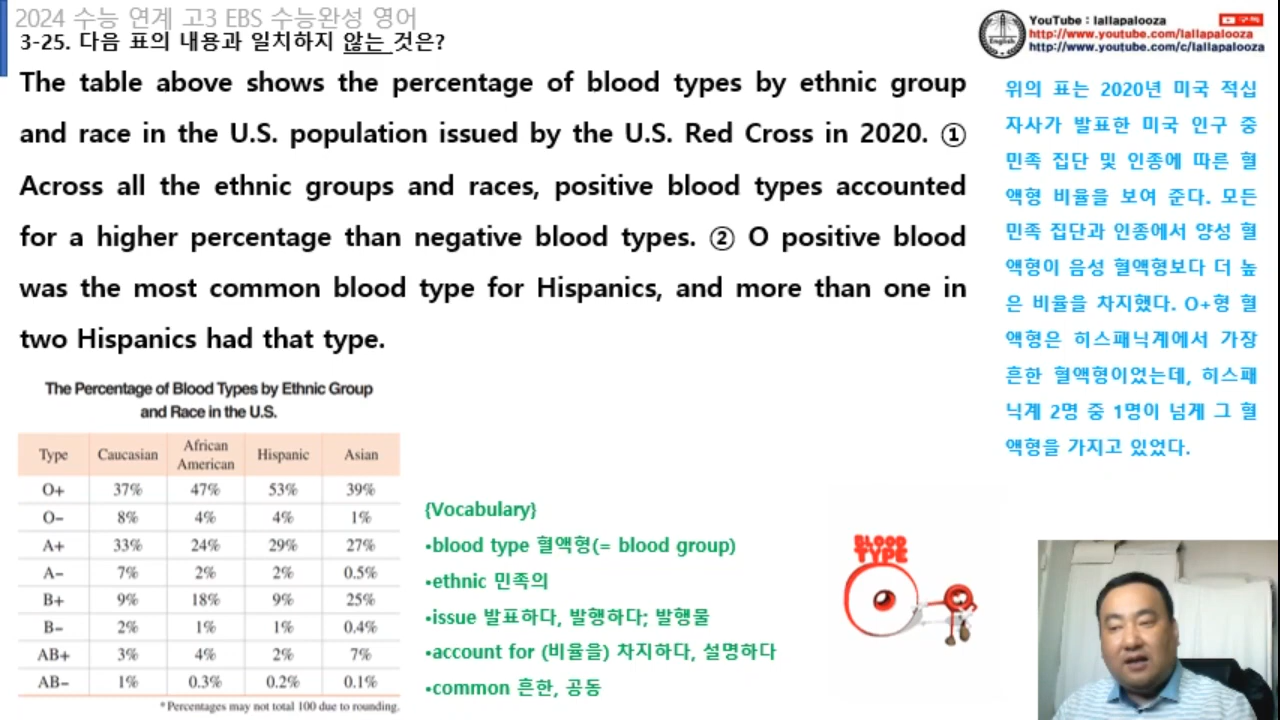 2024 수능 연계 고3 EBS 수능완성 영어
3-25. 다음 표의 내용과 일치하지 않는 것은?
YouTube : lallapalooza
구독
http://www.youtube.com/lallapalooza
http://www.youtube.com/c/lallapalooza
English
The table above shows the percentage of blood types by ethnic group
and race in the U.S. population issued by the U.S. Red Cross in 2020. ①
Across all the ethnic groups and races, positive blood types accounted
for a higher percentage than negative blood types. ② O positive blood
was the most common blood type for Hispanics, and more than one in
two Hispanics had that type.
위의 표는 2020년 미국 적십
자사가 발표한 미국 인구 중
민족 집단 및 인종에 따른 혈
액형 비율을 보여 준다. 모든
민족 집단과 인종에서 양성 혈
액형이 음성 혈액형보다 더 높
은 비율을 차지했다. O+형 혈
액형은 히스패닉계에서 가장
흔한 혈액형이었는데, 히스패
닉계 2명 중 1명이 넘게 그 혈
액형을 가지고 있었다.
The Percentage of Blood Types by Ethnic Group
and Race in the U.S.
Type Caucasian African American Hispanic Asian
O+ 37% 47% 53% 39%
O− 8% 4% 4% 1%
A+ 33% 24% 29% 27%
A− 7% 2% 2% 0.5%
B+ 9% 18% 9% 25%
B− 2% 1% 1% 0.4%
AB+ 3% 4% 2% 7%
AB− 1% 0.3% 0.2% 0.1%
* Percentages may not total 100 due to rounding.
{Vocabulary}
•blood type 혈액형(= blood group)
•ethnic 민족의
•issue 발표하다, 발행하다; 발행물
•account for (비율을) 차지하다, 설명하다
•common 흔한, 공동
BLOOD
TYPE